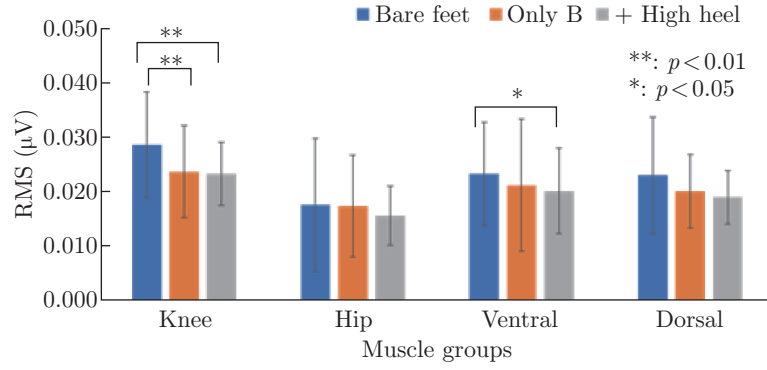 Bare feet Only B + High heel
0.050
0.040
0.030
0.020
0.010
0.000
RMS (μV)
**
**
*
**: p<0.01
*: p<0.05
Knee Hip Ventral Dorsal
Muscle groups